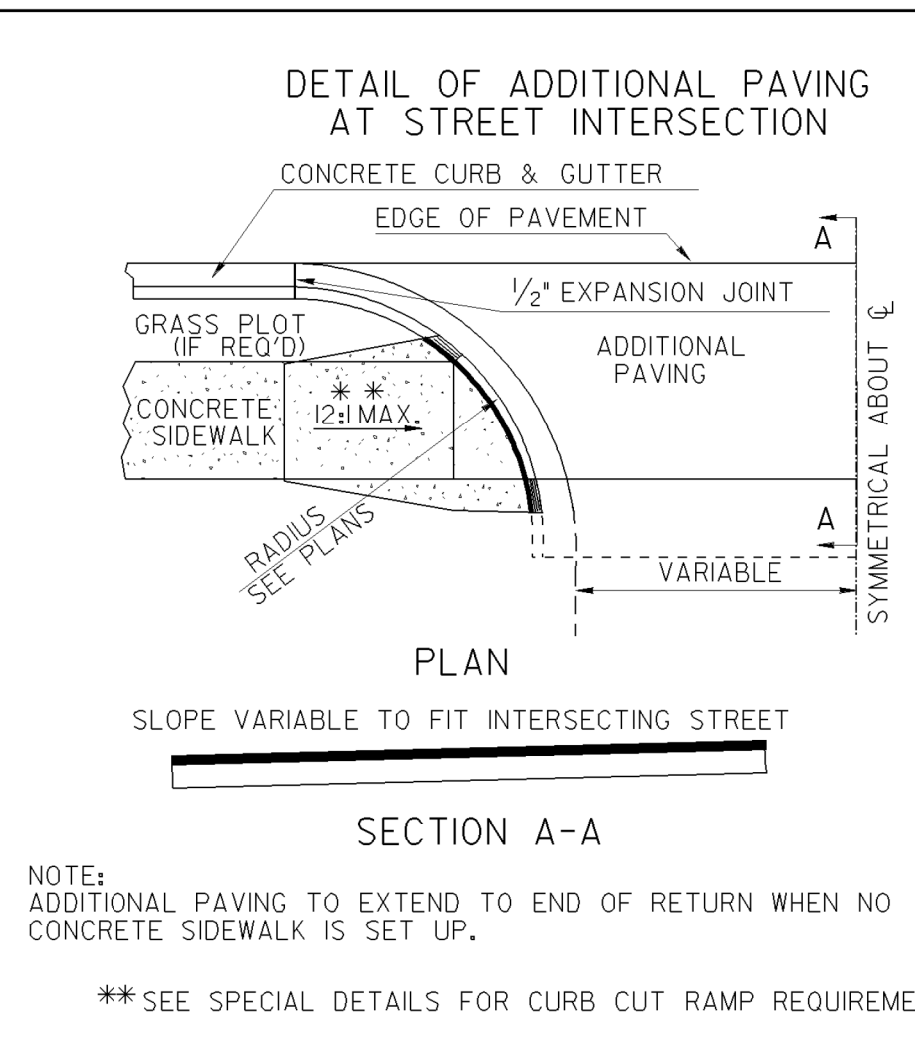 DETAIL OF ADDITIONAL PAVING
AT STREET INTERSECTION
CONCRETE CURB & GUTTER
EDGE OF PAVEMENT
A
1/2" EXPANSION JOINT
GRASS PLOT
(IF REQ'D)
ADDITIONAL
PAVING
SYMMETRICAL ABOUT ℄
** 
12:1 MAX.
CONCRETE
SIDEWALK
RADIUS
SEE PLANS
A
VARIABLE
PLAN
SLOPE VARIABLE TO FIT INTERSECTING STREET
SECTION A-A
NOTE:
ADDITIONAL PAVING TO EXTEND TO END OF RETURN WHEN NO
CONCRETE SIDEWALK IS SET UP.
** SEE SPECIAL DETAILS FOR CURB CUT RAMP REQUIREME